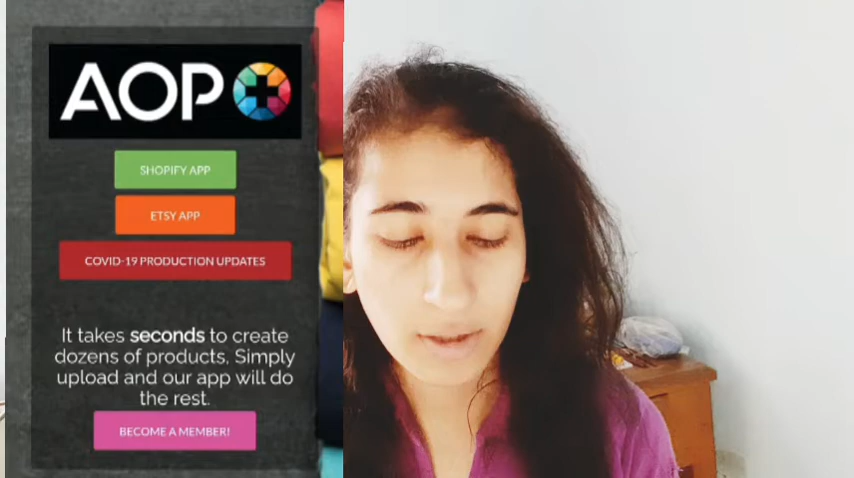 AOP+
SHOPIFY APP
ETSY APP
COVID-19 PRODUCTION UPDATES
It takes seconds to create
dozens of products, Simply
upload and our app will do
the rest.
BECOME A MEMBER!